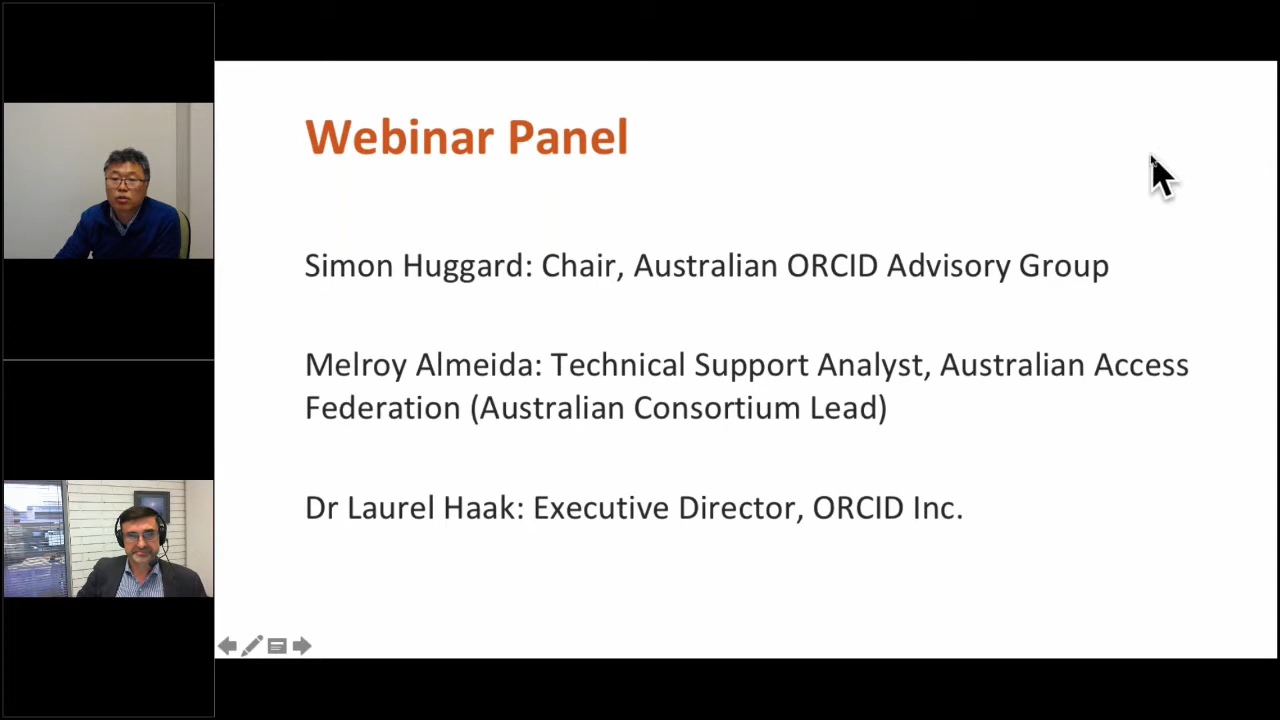 Webinar Panel
Simon Huggard: Chair, Australian ORCID Advisory Group
Melroy Almeida: Technical Support Analyst, Australian Access
Federation (Australian Consortium Lead)
Dr Laurel Haak: Executive Director, ORCID Inc.